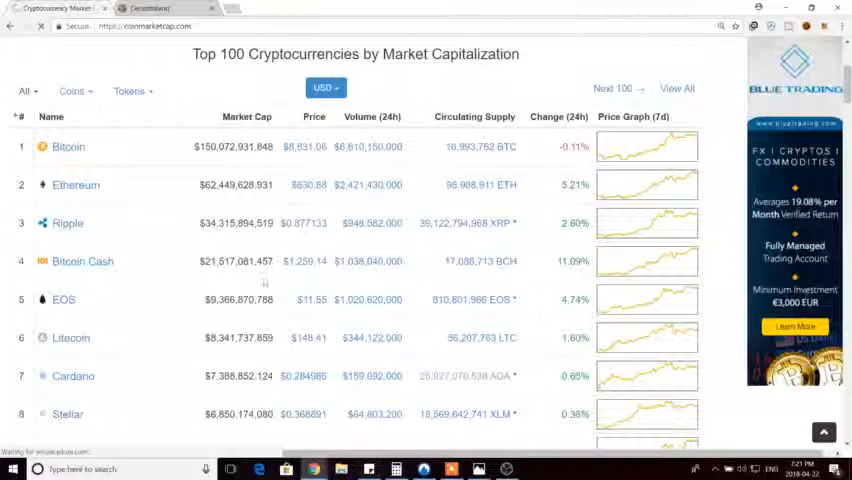 Cryptocurrency Market
Decentraland
Secure https://coinmarketcap.com
Top 100 Cryptocurrencies by Market Capitalization
All Coins Tokens USD Next 100 → View All
# Name Market Cap Price Volume (24h) Circulating Supply Change (24h) Price Graph (7d)
1 Bitcoin $150,072,931,848 $8,831.06 $6,810,150,000 16,993,762 BTC -0.11%
2 Ethereum $62,449,628,931 $630.88 $2,421,430,000 98,988,911 ETH 5.21%
3 Ripple $34,315,894,519 $0.877133 $948,582,000 39,122,794,968 XRP * 2.60%
4 Bitcoin Cash $21,517,081,457 $1,259.14 $1,038,040,000 17,088,713 BCH 11.09%
5 EOS $9,366,870,788 $11.55 $1,020,620,000 810,801,966 EOS * 4.74%
6 Litecoin $8,341,737,859 $148.41 $344,122,000 56,207,763 LTC 1.60%
7 Cardano $7,388,852,124 $0.284986 $159,092,000 25,927,070,538 ADA * -0.65%
8 Stellar $6,850,174,080 $0.368891 $64,803,200 18,569,642,741 XLM * 0.36%
BLUE TRADING
www.bluetrading.com
FX | CRYPTOS |
COMMODITIES
Averages 19.08% per
Month Verified Return
Fully Managed
Trading Account
Minimum Investment
€3,000 EUR
Learn More
Type here to search
ENG
7:21 PM
2018-04-22